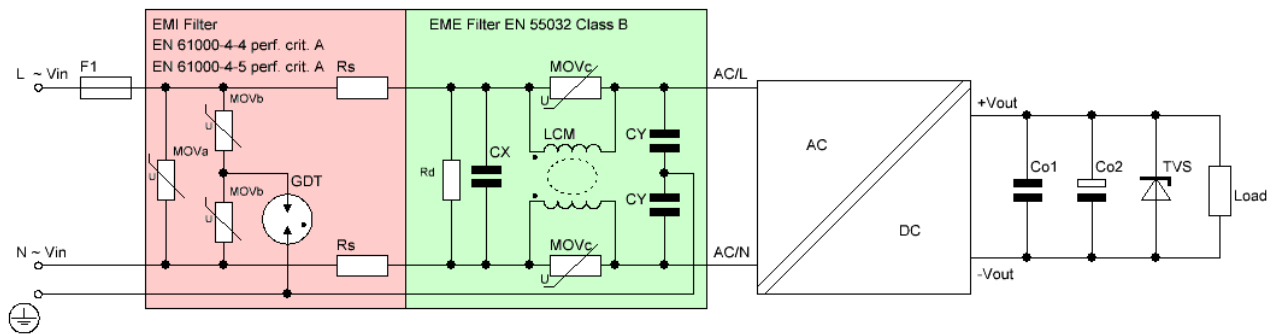 EMI Filter
EN 61000-4-4 perf. crit. A
EN 61000-4-5 perf. crit. A
EME Filter EN 55032 Class B
L ~ Vin
F1
Rs
MOVc
U
AC/L
MOVb
U
MOVa
U
MOVb
U
GDT
Rd
CX
LCM
CY
CY
AC
DC
+Vout
Co1
Co2
TVS
Load
N ~ Vin
Rs
MOVc
U
AC/N
-Vout